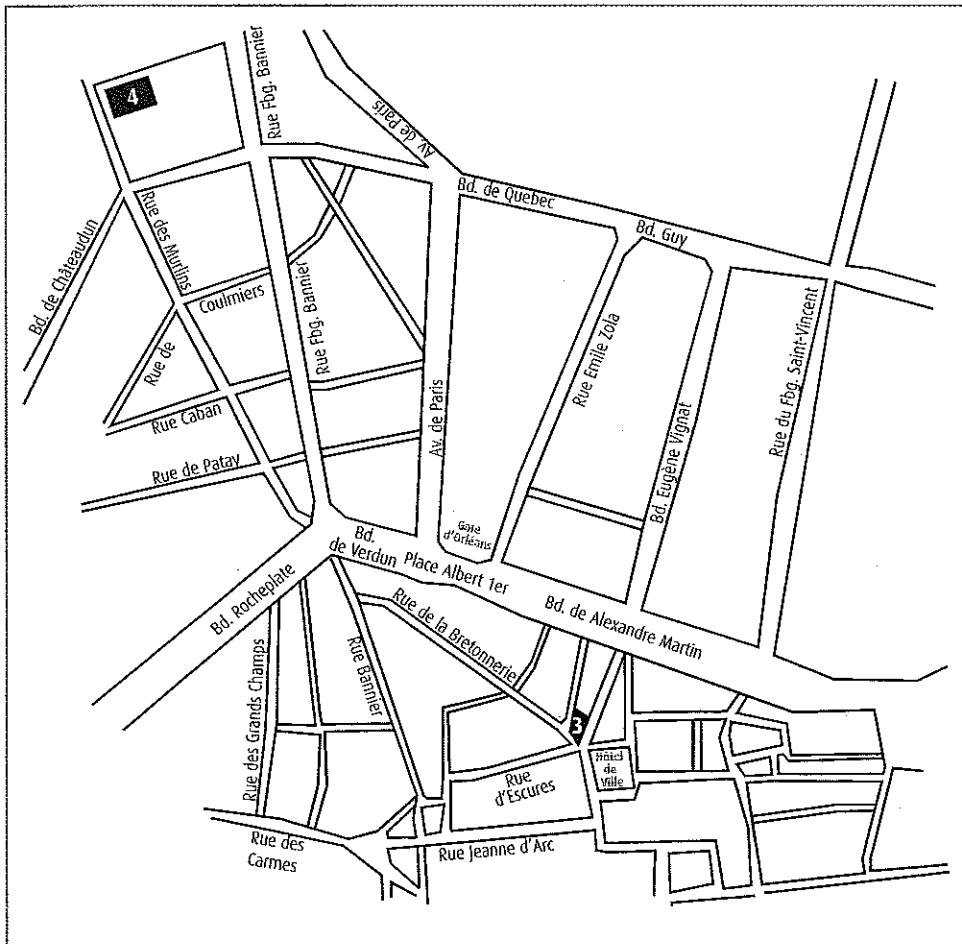 4
Rue Fbg. Bannier
Av. de Paris
Bd. de Quebec
Bd. Guy
Bd. de Châteaudun
Rue des Murlins
Coulmiers
Rue de
Rue Fbg. Bannier
Rue Emile Zola
Rue du Fbg. Saint-Vincent
Rue Caban
Av. de Paris
Bd. Eugène Vignat
Rue de Patay
Gare
d'Orléans
Bd.
de Verdun
Place Albert 1er
Bd. de Alexandre Martin
Bd. Rocheplate
Rue de la Bretonnerie
Rue Bannier
Rue des Grands Champs
3
Hôtel
de
Ville
Rue
d'Escures
Rue des
Carmes
Rue Jeanne d'Arc